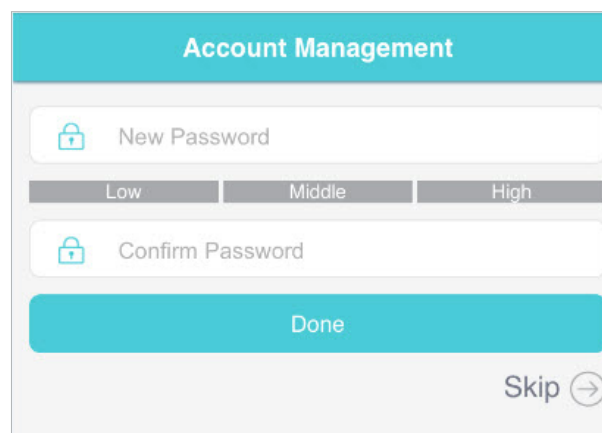 Account Management
New Password
Low Middle High
Confirm Password
Done
Skip